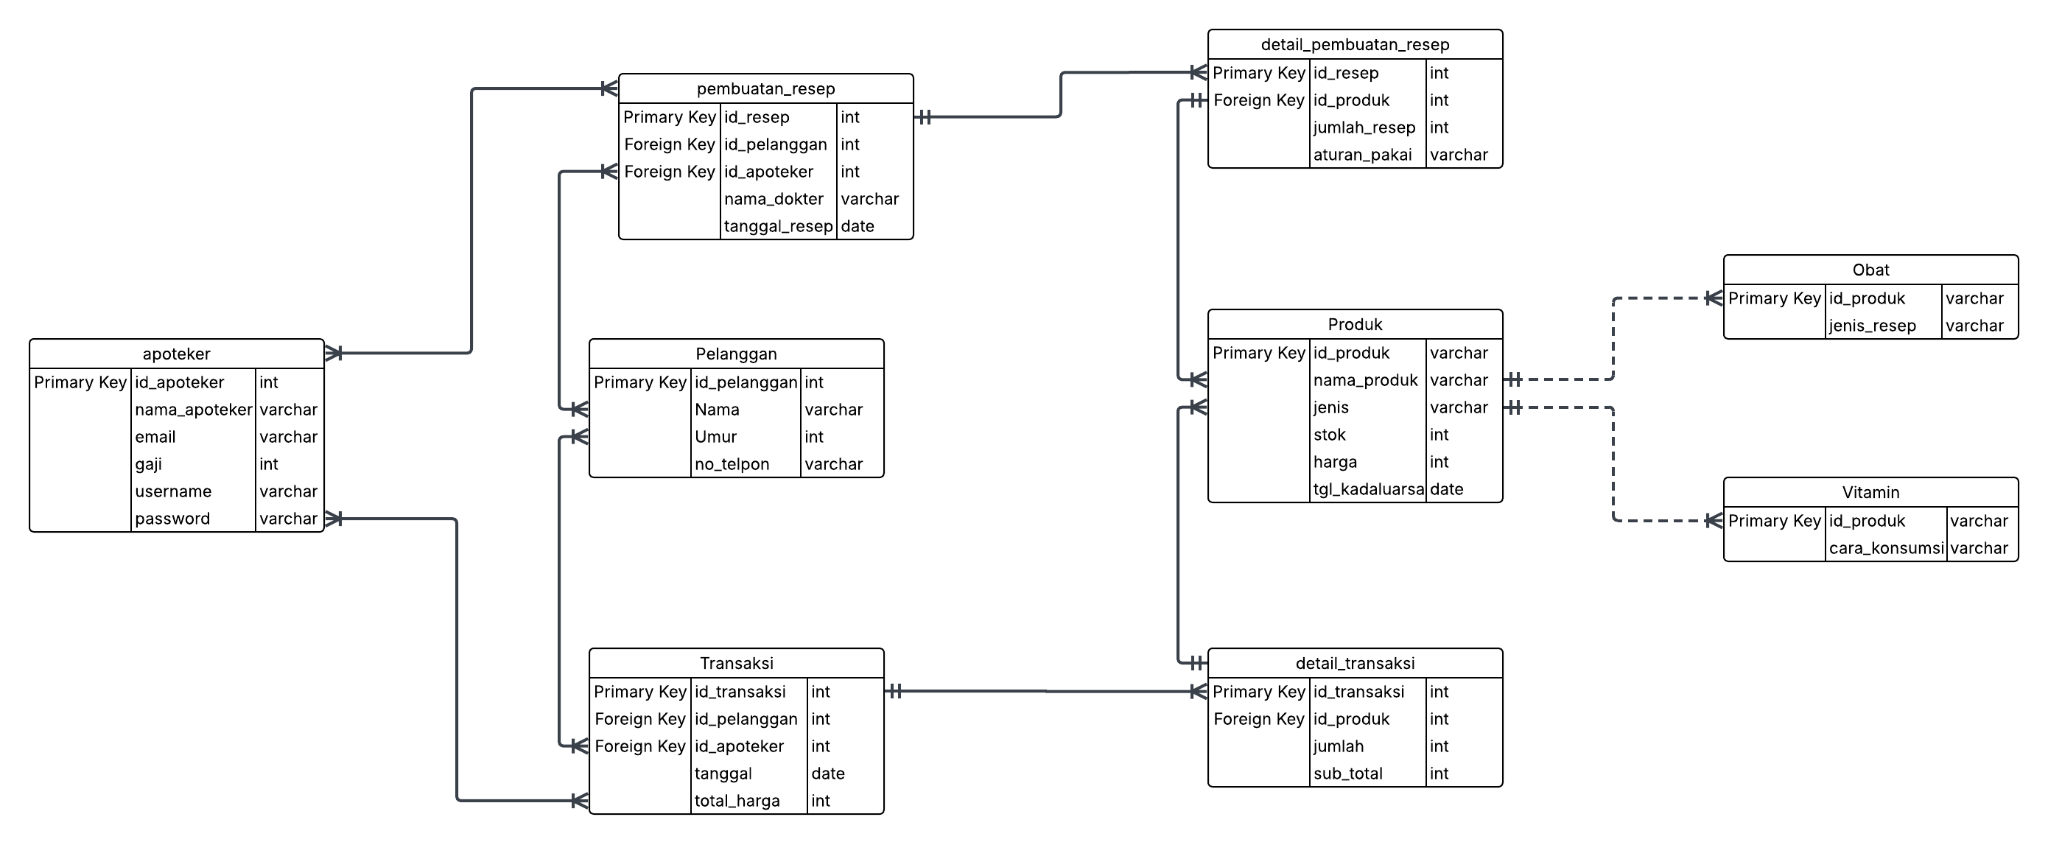 detail_pembuatan_resep
Primary Key id_resep int
Foreign Key id_produk int
jumlah_resep int
aturan_pakai varchar
pembuatan_resep
Primary Key id_resep int
Foreign Key id_pelanggan int
Foreign Key id_apoteker int
nama_dokter varchar
tanggal_resep date
Obat
Primary Key id_produk varchar
jenis_resep varchar
Produk
Primary Key id_produk varchar
nama_produk varchar
jenis varchar
stok int
harga int
tgl_kadaluarsa date
apoteker
Primary Key id_apoteker int
nama_apoteker varchar
email varchar
gaji int
username varchar
password varchar
Pelanggan
Primary Key id_pelanggan int
Nama varchar
Umur int
no_telpon varchar
Vitamin
Primary Key id_produk varchar
cara_konsumsi varchar
Transaksi
Primary Key id_transaksi int
Foreign Key id_pelanggan int
Foreign Key id_apoteker int
tanggal date
total_harga int
detail_transaksi
Primary Key id_transaksi int
Foreign Key id_produk int
jumlah int
sub_total int